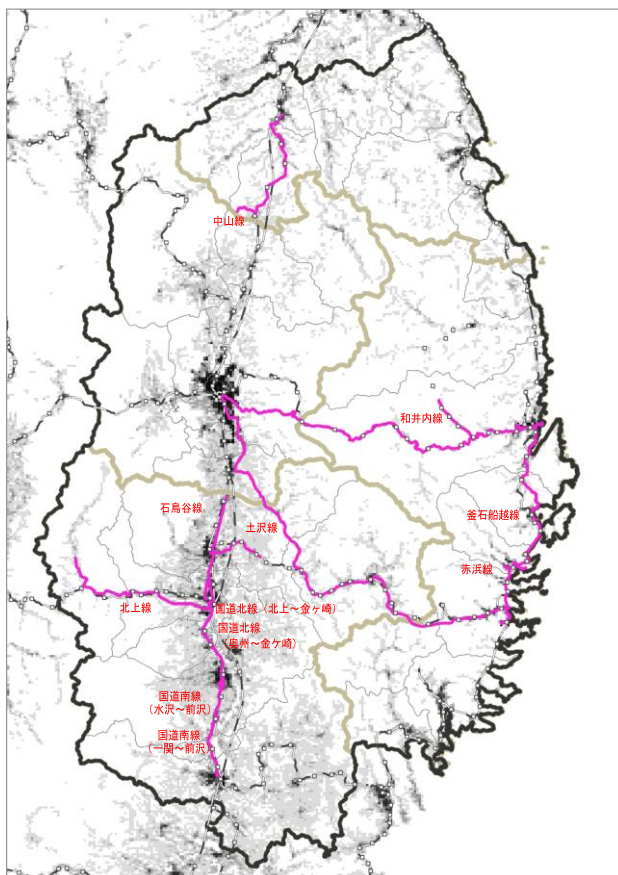 中山線
和井内線
石鳥谷線
土沢線
釜石船越線
赤浜線
北上線
国道北線（北上～金ヶ崎）
国道北線
（奥州～金ケ崎）
国道南線
（水沢～前沢）
国道南線
（一関～前沢）